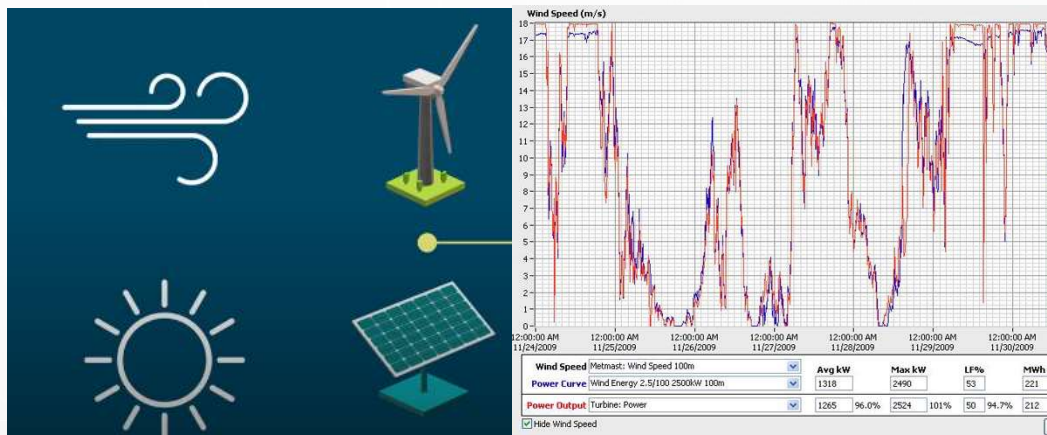 Wind Speed (m/s)
18
17
16
15
14
13
12
11
10
9
8
7
6
5
4
3
2
1
0
12:00:00 AM 12:00:00 AM 12:00:00 AM 12:00:00 AM 12:00:00 AM 12:00:00 AM 12:00:00 AM
11/24/2009 11/25/2009 11/26/2009 11/27/2009 11/28/2009 11/29/2009 11/30/2009
Wind Speed Metmast: Wind Speed 100m Avg kW Max kW LF% MWh
Power Curve Wind Energy 2.5/100 2500kW 100m 1318 2490 53 221
Power Output Turbine: Power 1265 96.0% 2524 101% 50 94.7% 212
Hide Wind Speed